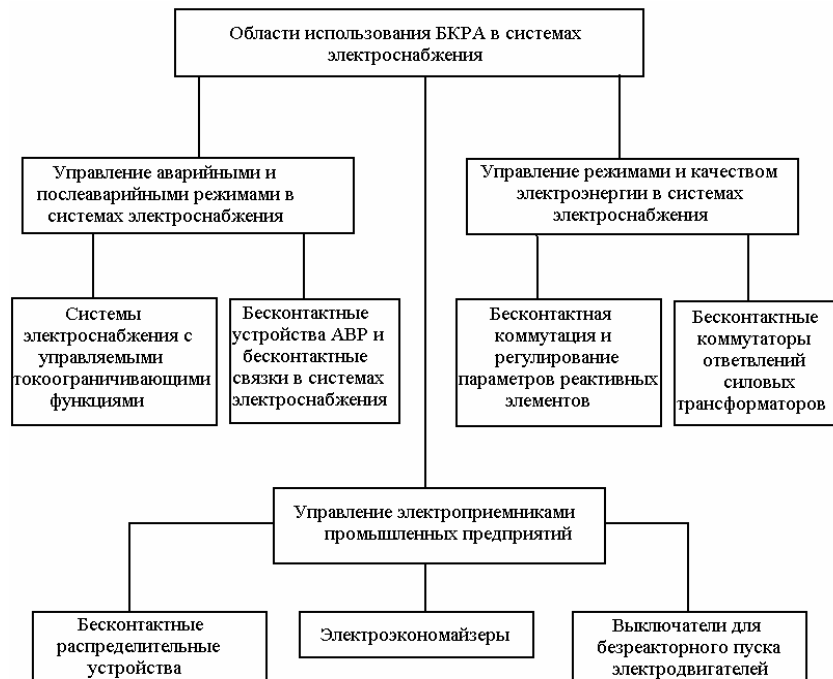 Области использования БКРА в системах
электроснабжения
Управление аварийными и
послеаварийными режимами в
системах электроснабжения
Управление режимами и качеством
электроэнергии в системах
электроснабжения
Системы
электроснабжения с
управляемыми
токоограничивающими
функциями
Бесконтактные
устройства АВР и
бесконтактные
связки в системах
электроснабжения
Бесконтактная
коммутация и
регулирование
параметров реактивных
элементов
Бесконтактные
коммутаторы
ответвлений
силовых
трансформаторов
Управление электроприемниками
промышленных предприятий
Бесконтактные
распределительные
устройства
Электроэкономайзеры
Выключатели для
безреакторного пуска
электродвигателей